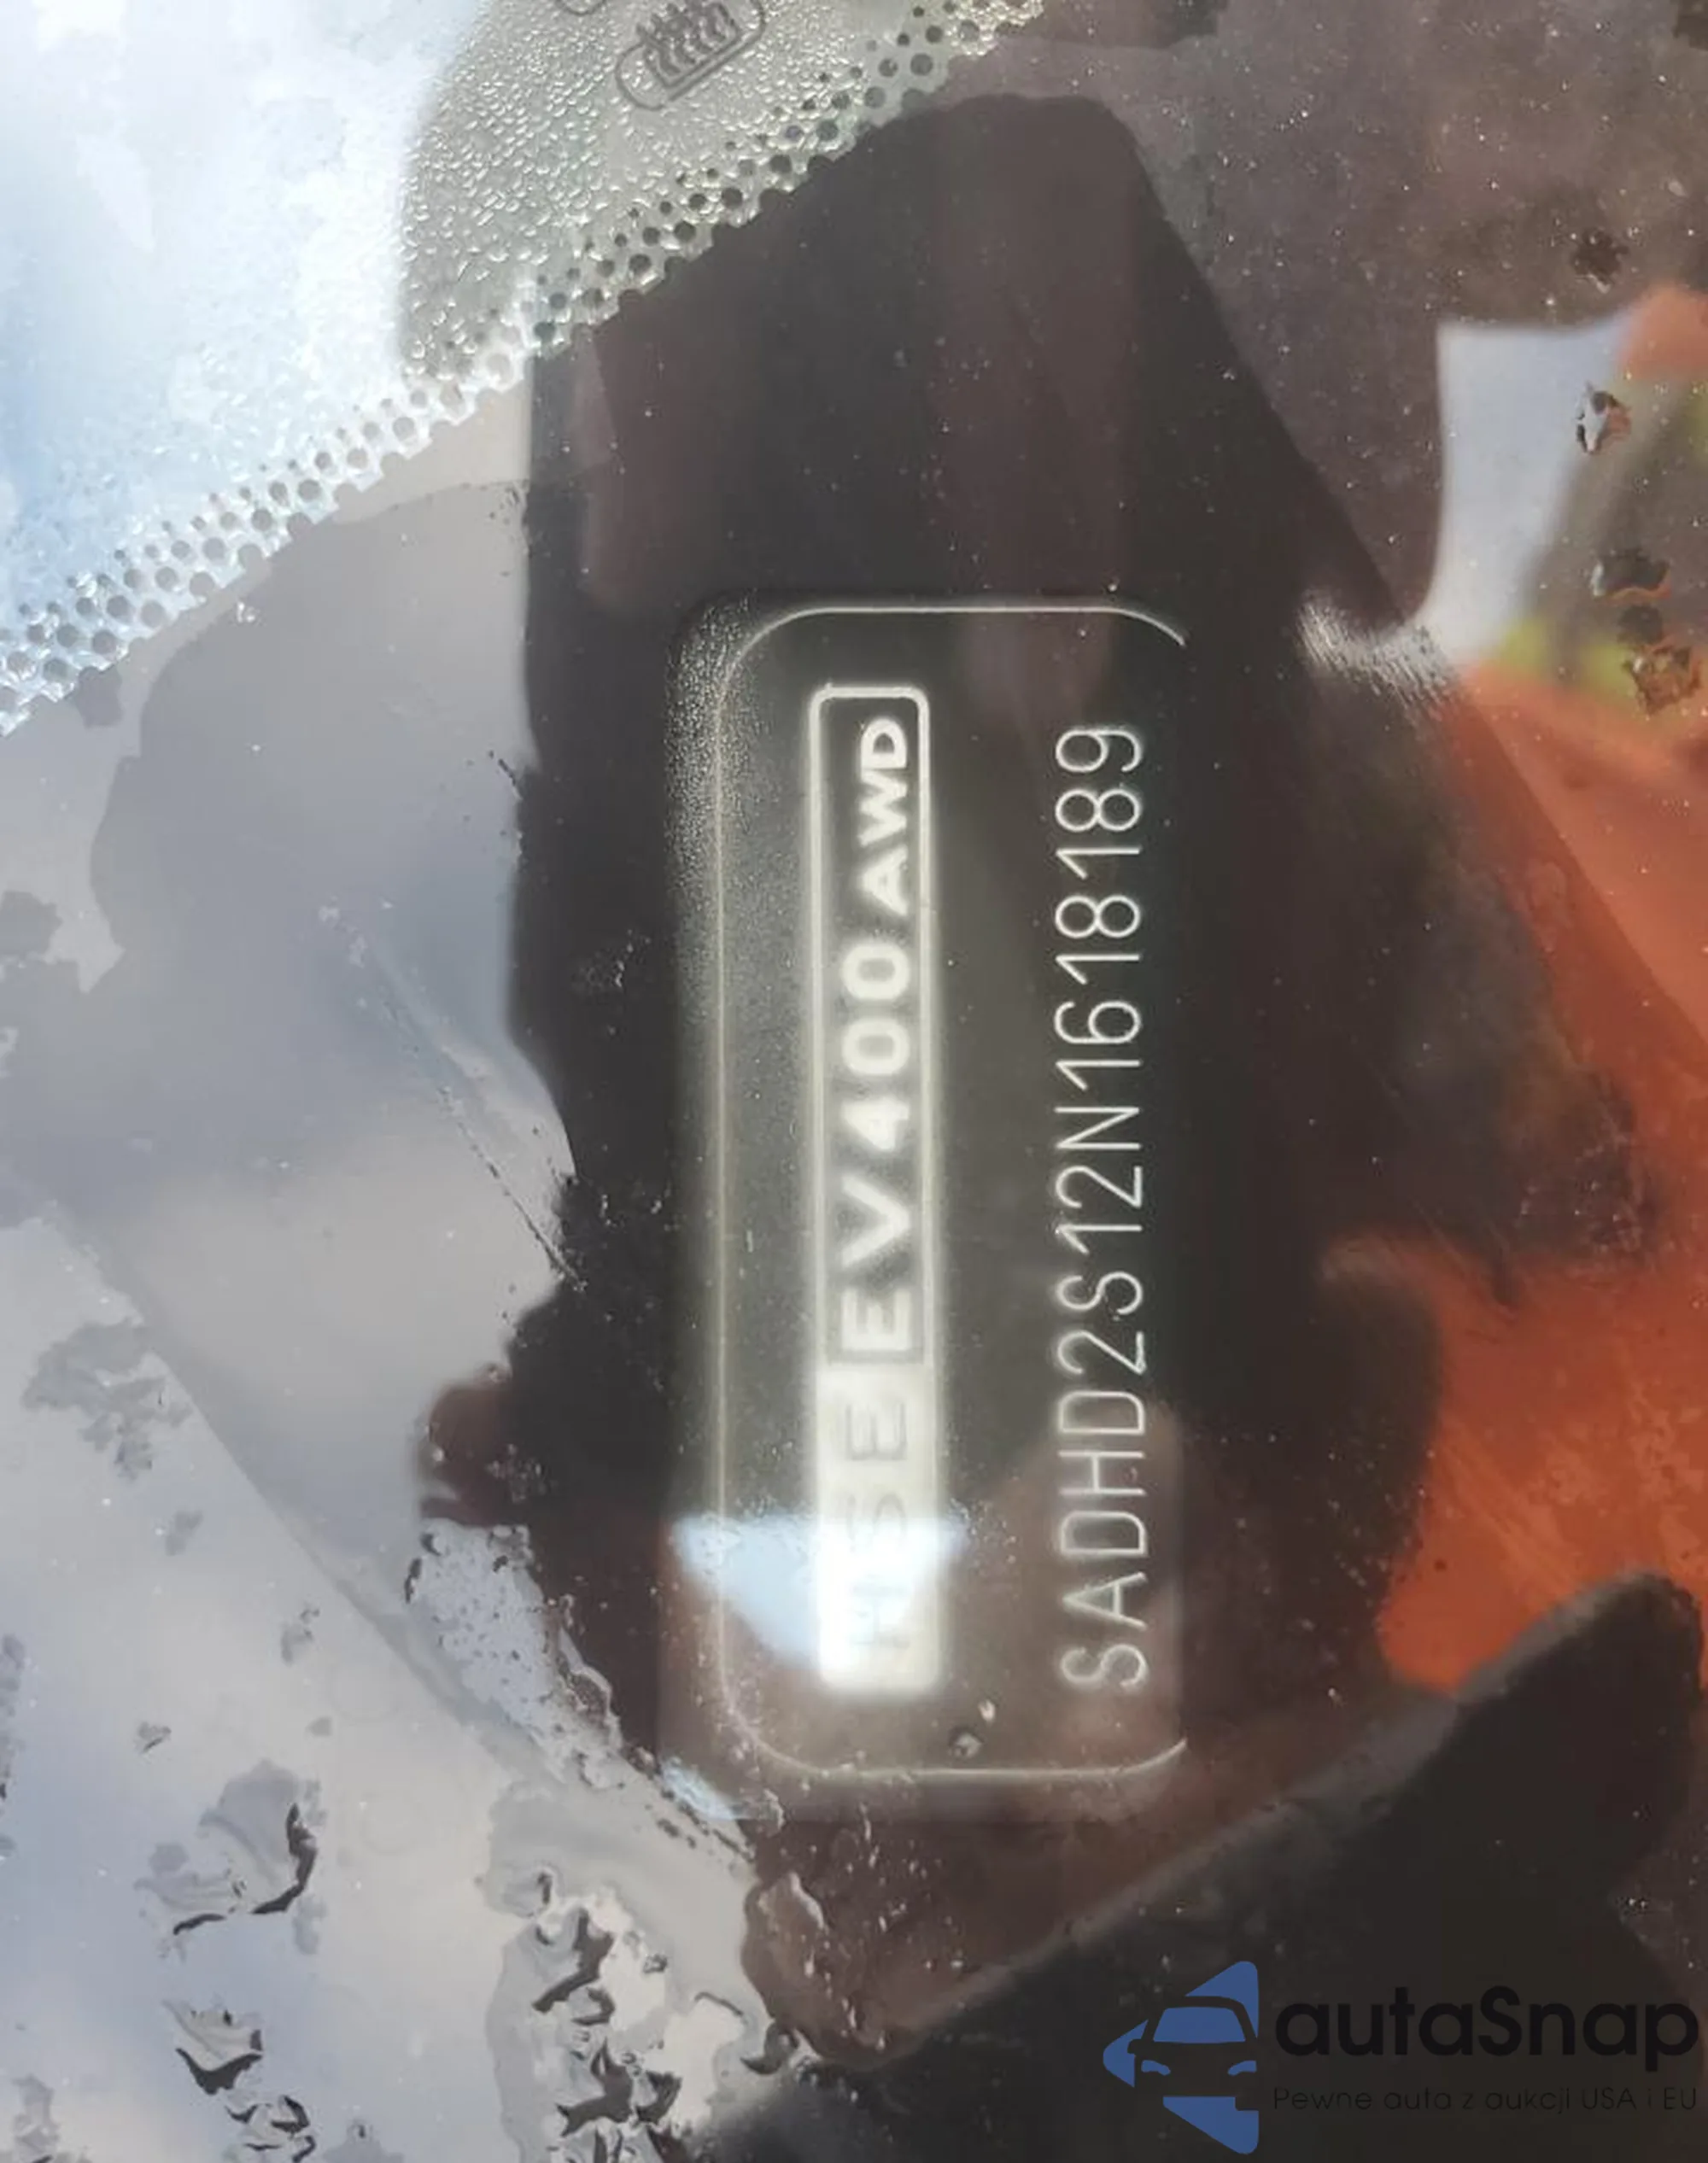 HSE EV400 AWD
SADHD2S12N1618189
autaSnap
Pewne auta z aukcji USA i EU